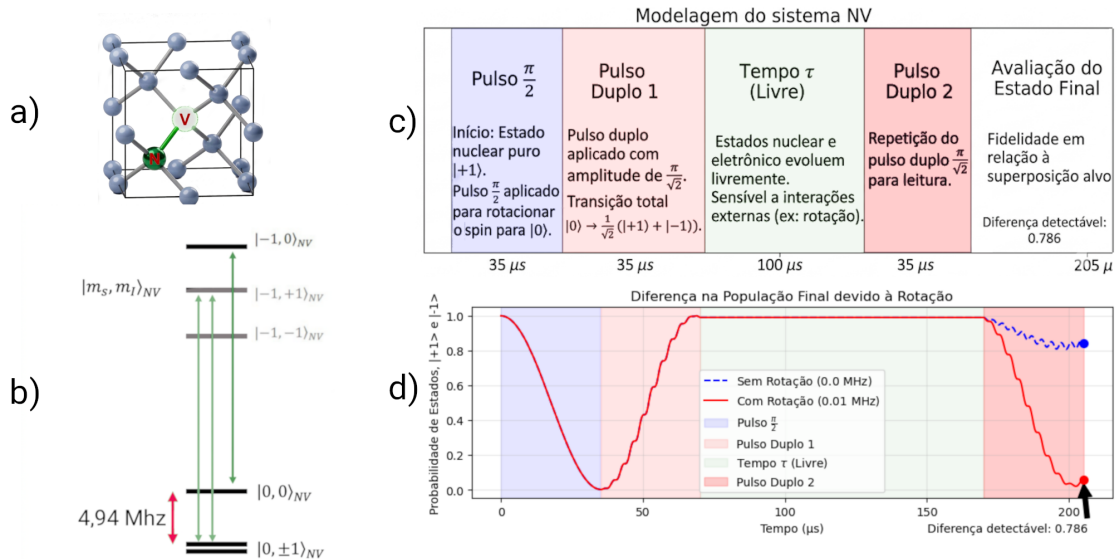 a)
V
N
b)
|−1, 0⟩NV
|mS, mI⟩NV
|−1, +1⟩NV
|−1, −1⟩NV
|0, 0⟩NV
4,94 Mhz
|0, ±1⟩NV
c)
Modelagem do sistema NV
Pulso π/2
Início: Estado
nuclear puro
|+1⟩.
Pulso π/2 aplicado
para rotacionar
o spin para |0⟩.
35 µs
Pulso
Duplo 1
Pulso duplo
aplicado com
amplitude de π/√2.
Transição total
|0⟩ → 1/√2 (|+1⟩ + |−1⟩).
35 µs
Tempo τ
(Livre)
Estados nuclear e
eletrônico evoluem
livremente.
Sensível a interações
externas (ex: rotação).
100 µs
Pulso
Duplo 2
Repetição do
pulso duplo π/√2
para leitura.
35 µs
Avaliação do
Estado Final
Fidelidade em
relação à
superposição alvo
Diferença detectável:
0.786
205 µ
d)
Diferença na População Final devido à Rotação
Probabilidade de Estados, |+1> e |-1>
1.0
0.8
0.6
0.4
0.2
0.0
Sem Rotação (0.0 MHz)
Com Rotação (0.01 MHz)
Pulso π/2
Pulso Duplo 1
Tempo τ (Livre)
Pulso Duplo 2
0
50
100
150
200
Tempo (µs)
Diferença detectável: 0.786